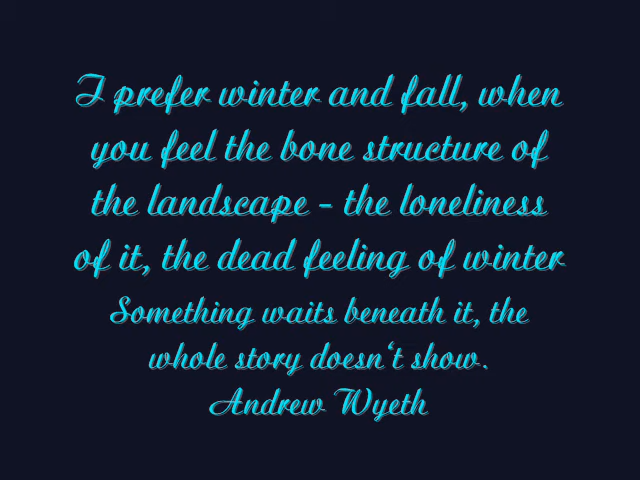 I prefer winter and fall, when
you feel the bone structure of
the landscape - the loneliness
of it, the dead feeling of winter
Something waits beneath it, the
whole story doesn't show.
Andrew Wyeth